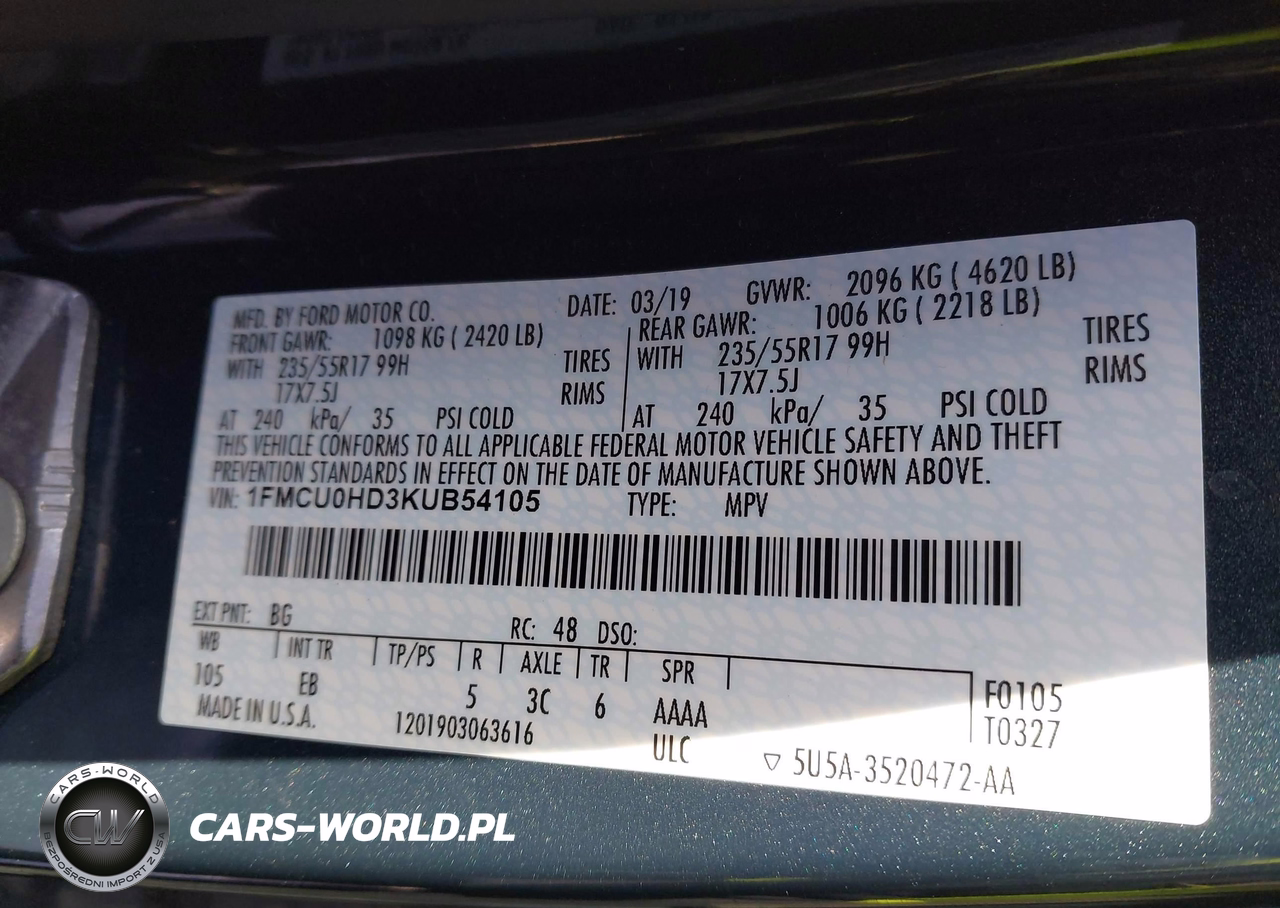 MFD. BY FORD MOTOR CO. DATE: 03/19 GVWR: 2096 KG ( 4620 LB)
FRONT GAWR: 1098 KG ( 2420 LB) REAR GAWR: 1006 KG ( 2218 LB)
WITH 235/55R17 99H TIRES WITH 235/55R17 99H TIRES
17X7.5J RIMS 17X7.5J RIMS
AT 240 kPa/ 35 PSI COLD AT 240 kPa/ 35 PSI COLD
THIS VEHICLE CONFORMS TO ALL APPLICABLE FEDERAL MOTOR VEHICLE SAFETY AND THEFT
PREVENTION STANDARDS IN EFFECT ON THE DATE OF MANUFACTURE SHOWN ABOVE.
VIN: 1FMCU0HD3KUB54105 TYPE: MPV
EXT PNT: BG RC: 48 DSO:
WB INT TR TP/PS R AXLE TR SPR
105 EB 5 3C 6 AAAA F0105
MADE IN U.S.A. 1201903063616 ULC T0327
5U5A-3520472-AA
CARS-WORLD
CW
BEZPOŚREDNI IMPORT Z USA
CARS-WORLD.PL